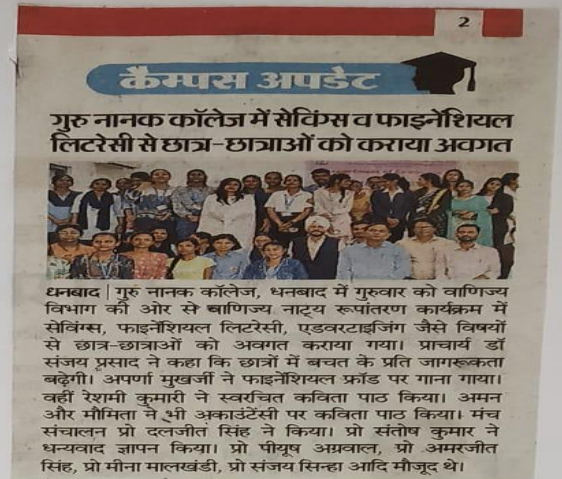 2
कैम्पस अपडेट
गुरु नानक कॉलेज में सेविंग्स व फाइनेंशियल
लिटरेसी से छात्र-छात्राओं को कराया अवगत
धनबाद | गुरु नानक कॉलेज, धनबाद में गुरुवार को वाणिज्य
विभाग की ओर से वाणिज्य नाट्य रूपांतरण कार्यक्रम में
सेविंग्स, फाइनेंशियल लिटरेसी, एडवरटाइजिंग जैसे विषयों
से छात्र-छात्राओं को अवगत कराया गया। प्राचार्य डॉ
संजय प्रसाद ने कहा कि छात्रों में बचत के प्रति जागरूकता
बढ़ेगी। अपर्णा मुखर्जी ने फाइनेंशियल फ्रॉड पर गाना गाया।
वहीं रेशमी कुमारी ने स्वरचित कविता पाठ किया। अमन
और मौमिता ने भी अकाउंटेंसी पर कविता पाठ किया। मंच
संचालन प्रो दलजीत सिंह ने किया। प्रो संतोष कुमार ने
धन्यवाद ज्ञापन किया। प्रो पीयूष अग्रवाल, प्रो अमरजीत
सिंह, प्रो मीना मालखंडी, प्रो संजय सिन्हा आदि मौजूद थे।